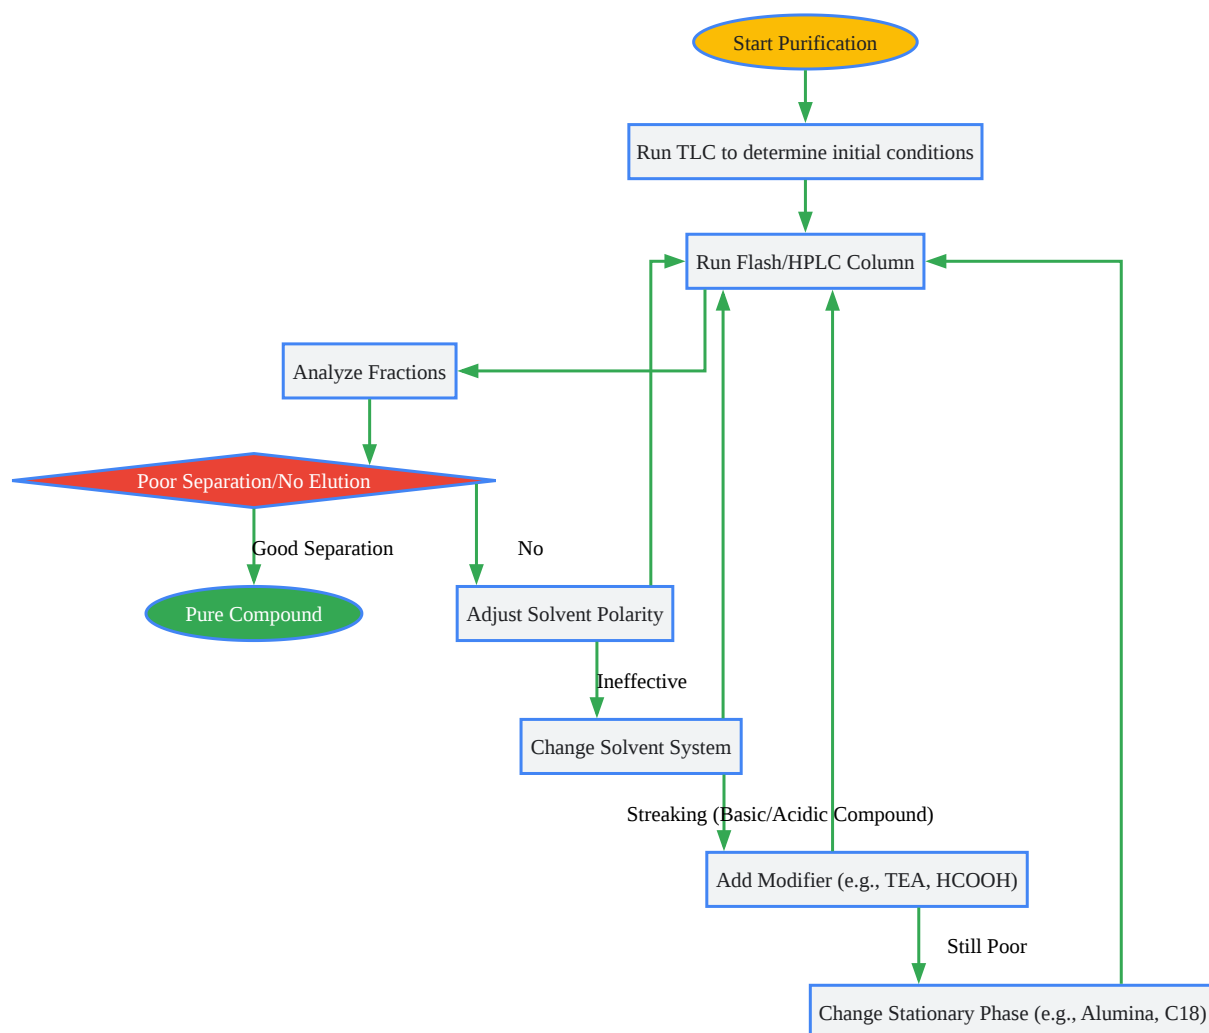 Start Purification
Run TLC to determine initial conditions
Run Flash/HPLC Column
Analyze Fractions
Poor Separation/No Elution
Good Separation
No
Pure Compound
Adjust Solvent Polarity
Ineffective
Change Solvent System
Streaking (Basic/Acidic Compound)
Add Modifier (e.g., TEA, HCOOH)
Still Poor
Change Stationary Phase (e.g., Alumina, C18)